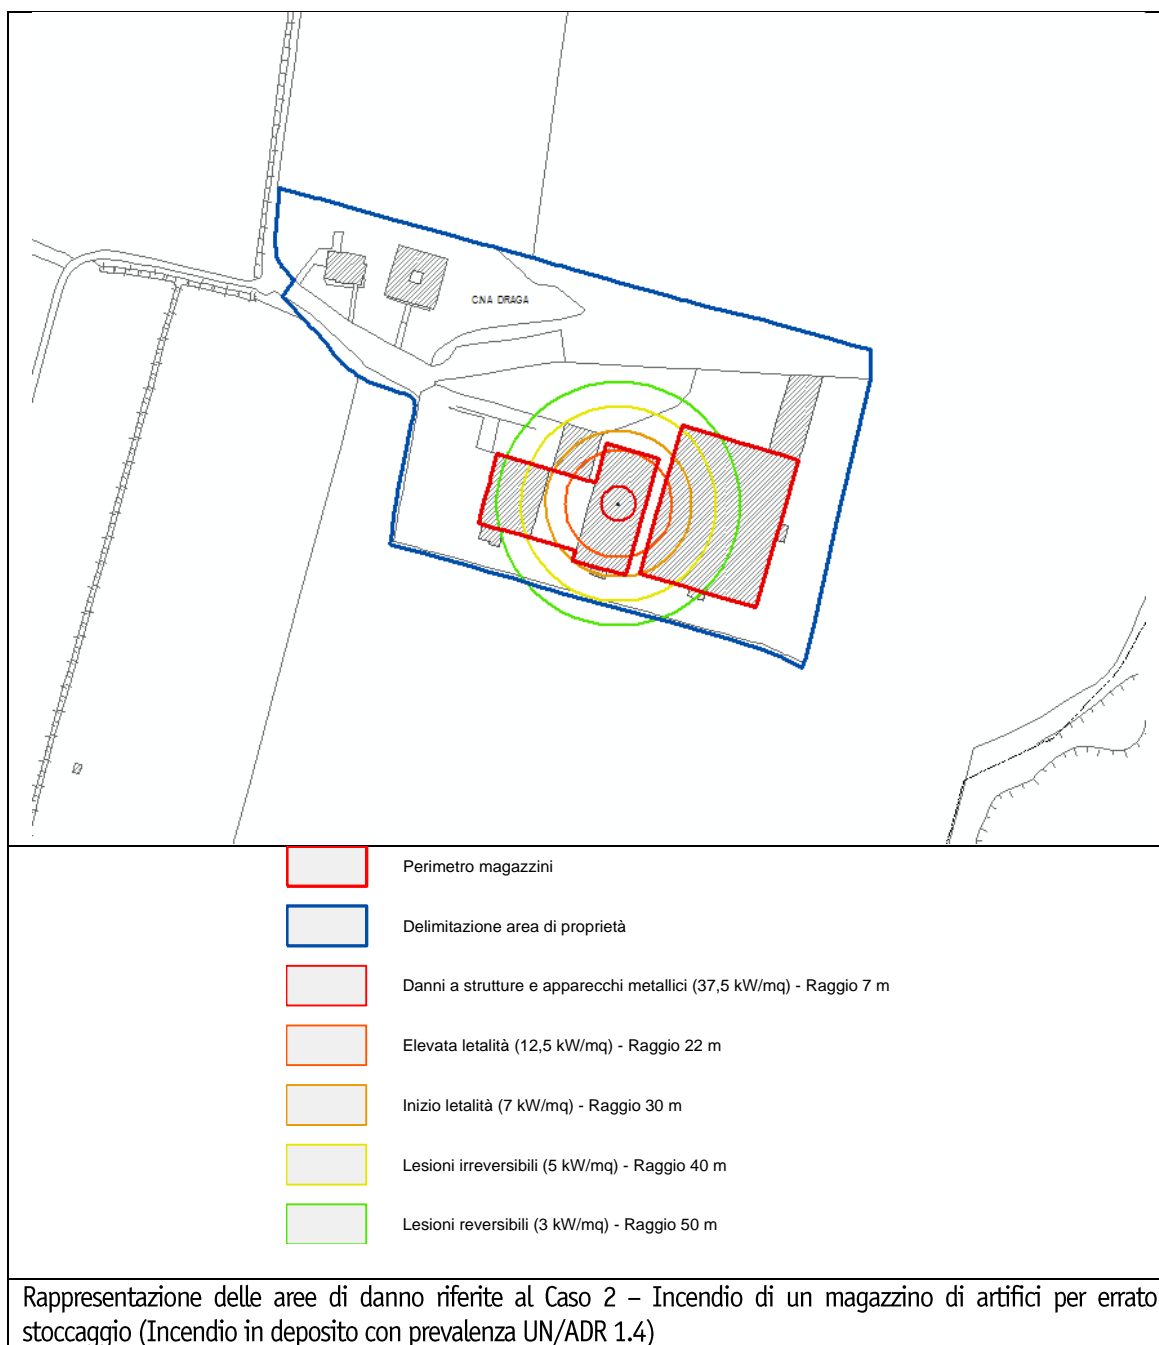 CNA DRAGA
Perimetro magazzini
Delimitazione area di proprietà
Danni a strutture e apparecchi metallici (37,5 kW/mq) - Raggio 7 m
Elevata letalità (12,5 kW/mq) - Raggio 22 m
Inizio letalità (7 kW/mq) - Raggio 30 m
Lesioni irreversibili (5 kW/mq) - Raggio 40 m
Lesioni reversibili (3 kW/mq) - Raggio 50 m
Rappresentazione delle aree di danno riferite al Caso 2 – Incendio di un magazzino di artifici per errato
stoccaggio (Incendio in deposito con prevalenza UN/ADR 1.4)